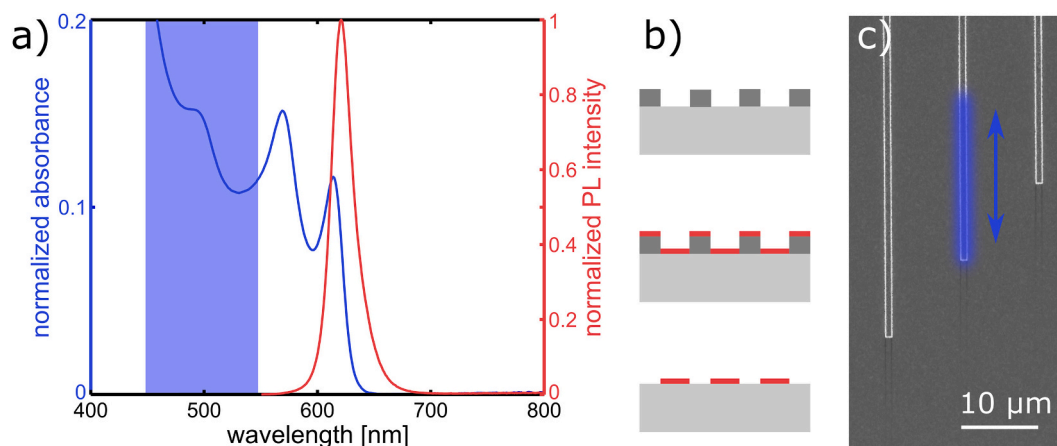 a)
normalized absorbance
0.2
0.1
0
400
500
600
700
800
wavelength [nm]
1
0.8
0.6
0.4
0.2
0
normalized PL intensity
b)
c)
10 µm